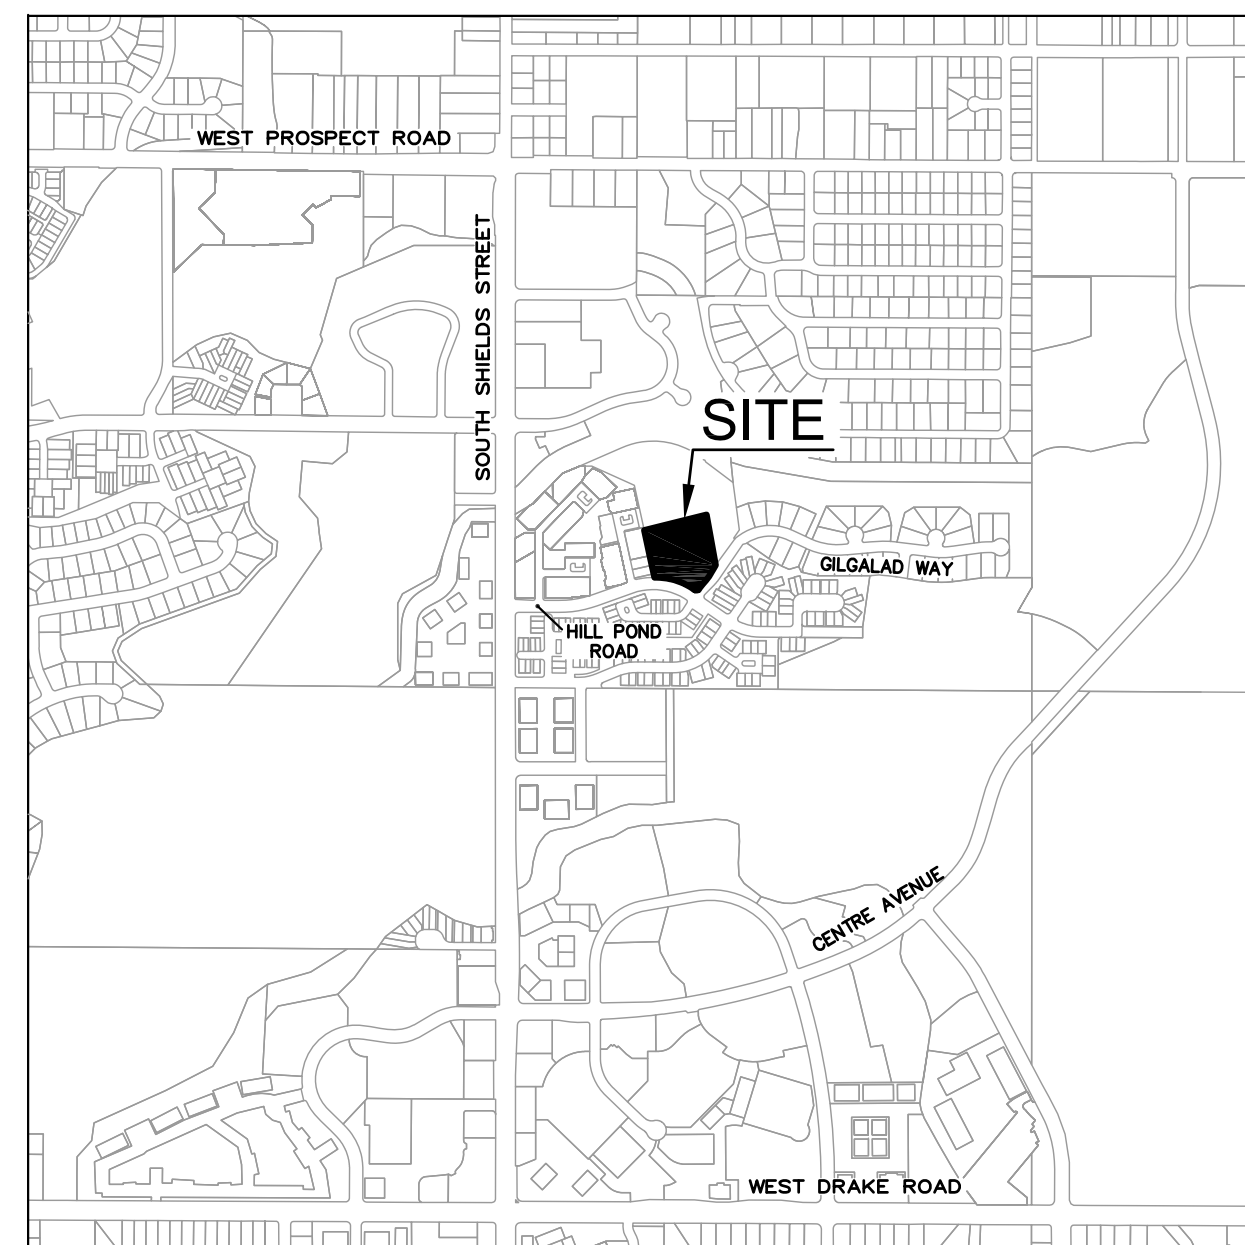 WEST PROSPECT ROAD
SOUTH SHIELDS STREET
SITE
GILGALAD WAY
HILL POND
ROAD
CENTRE AVENUE
WEST DRAKE ROAD